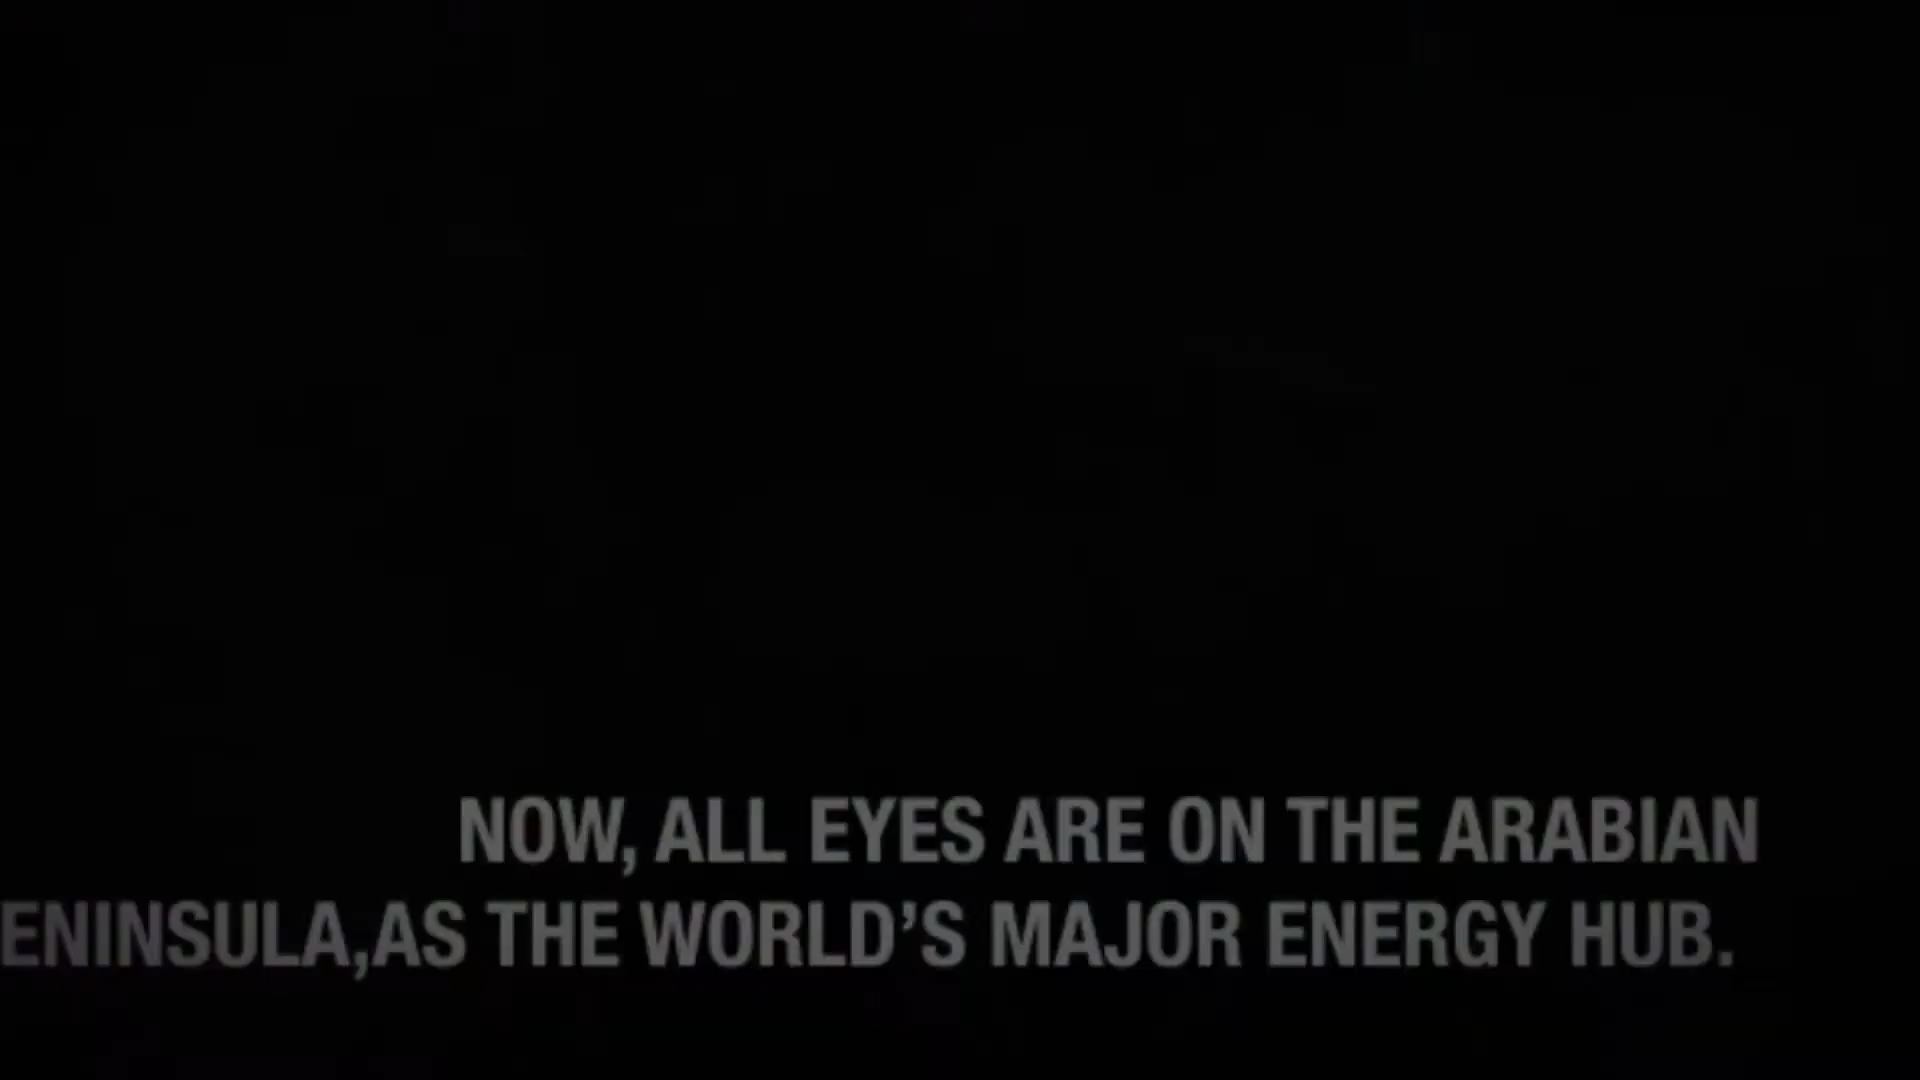 NOW, ALL EYES ARE ON THE ARABIAN
ENINSULA,AS THE WORLD’S MAJOR ENERGY HUB.